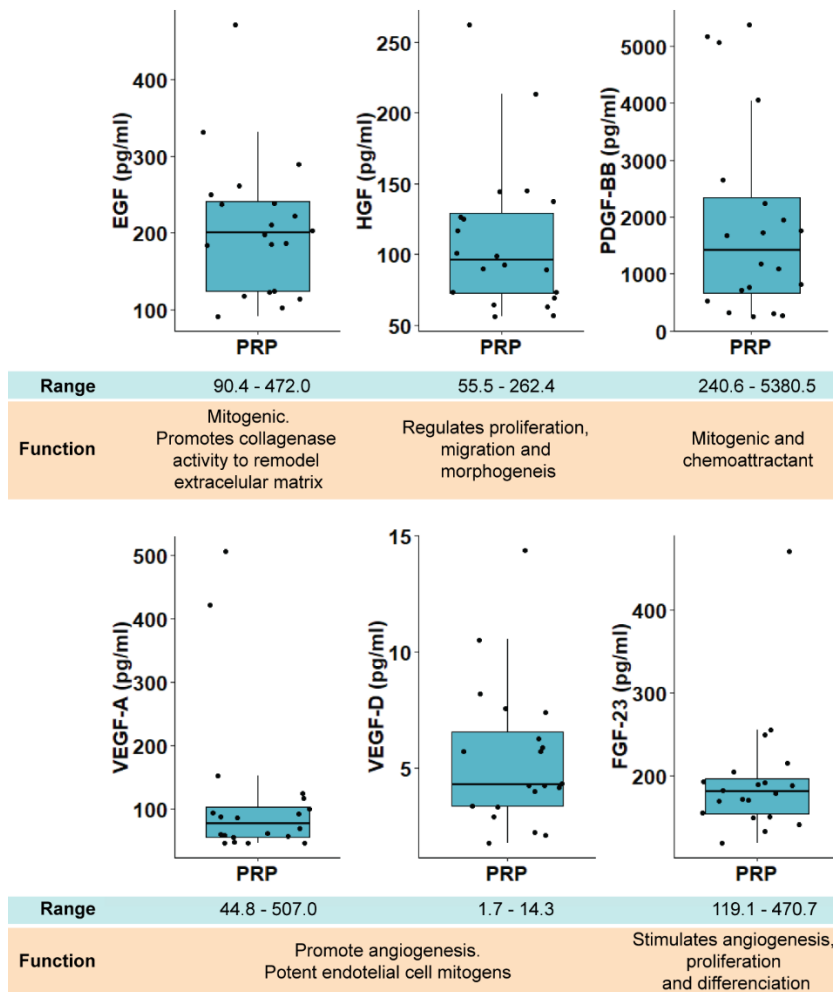 EGF (pg/ml)
400
300
200
100
PRP
HGF (pg/ml)
250
200
150
100
50
PRP
PDGF-BB (pg/ml)
5000
4000
3000
2000
1000
0
PRP
Range
90.4 - 472.0
55.5 - 262.4
240.6 - 5380.5
Function
Mitogenic.
Promotes collagenase
activity to remodel
extracelular matrix
Regulates proliferation,
migration and
morphogeneis
Mitogenic and
chemoattractant
VEGF-A (pg/ml)
500
400
300
200
100
PRP
VEGF-D (pg/ml)
15
10
5
PRP
FGF-23 (pg/ml)
400
300
200
PRP
Range
44.8 - 507.0
1.7 - 14.3
119.1 - 470.7
Function
Promote angiogenesis.
Potent endotelial cell mitogens
Stimulates angiogenesis,
proliferation
and differenciation